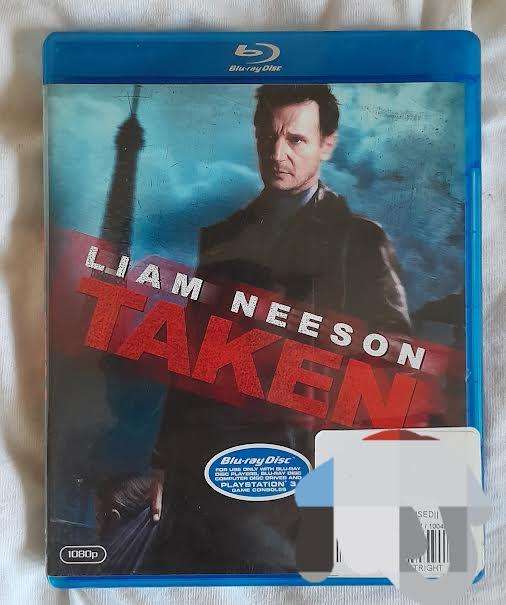 Blu-ray Disc
LIAM NEESON
TAKEN
Blu-ray Disc
FOR USE ONLY WITH BLU-RAY
DISC PLAYERS, BLU-RAY DISC
COMPUTER DISC DRIVES AND
PLAYSTATION 3
GAME CONSOLES
1080p